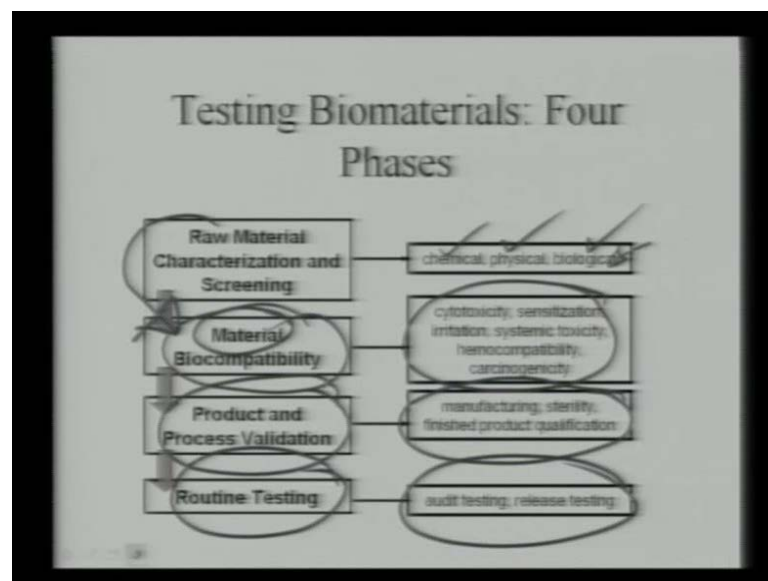 Testing Biomaterials: Four
Phases
Raw Material
Characterization and
Screening
chemical, physical, biological
Material
Biocompatibility
cytotoxicity, sensitization,
irritation, systemic toxicity,
hemocompatibility,
carcinogenicity
Product and
Process Validation
manufacturing, sterility,
finished product qualification
Routine Testing
audit testing, release testing